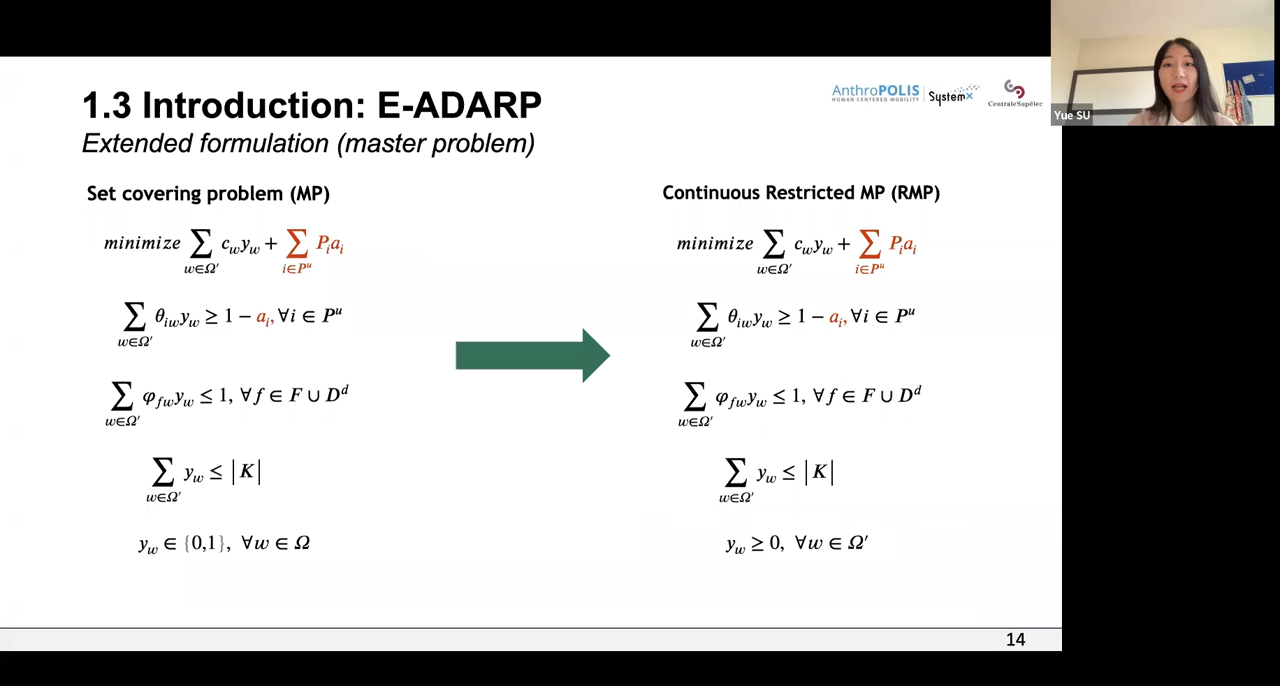 1.3 Introduction: E-ADARP
Extended formulation (master problem)
AnthroPOLIS
HUMAN CENTERED MOBILITY
SystemX
CentraleSupélec
Yue SU
Set covering problem (MP)
minimize ∑_{w∈Ω′} c_w y_w + ∑_{i∈P^u} P_i a_i
∑_{w∈Ω′} θ_{iw} y_w ≥ 1 − a_i, ∀i ∈ P^u
∑_{w∈Ω′} φ_{fw} y_w ≤ 1, ∀f ∈ F ∪ D^d
∑_{w∈Ω′} y_w ≤ |K|
y_w ∈ {0,1}, ∀w ∈ Ω
Continuous Restricted MP (RMP)
minimize ∑_{w∈Ω′} c_w y_w + ∑_{i∈P^u} P_i a_i
∑_{w∈Ω′} θ_{iw} y_w ≥ 1 − a_i, ∀i ∈ P^u
∑_{w∈Ω′} φ_{fw} y_w ≤ 1, ∀f ∈ F ∪ D^d
∑_{w∈Ω′} y_w ≤ |K|
y_w ≥ 0, ∀w ∈ Ω′
14